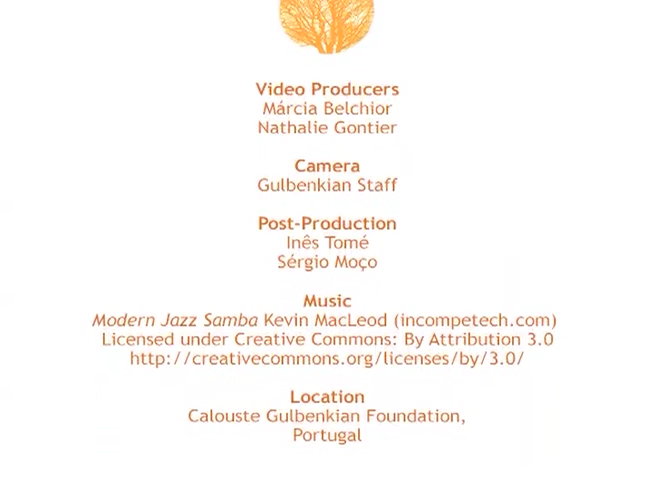 Video Producers
Márcia Belchior
Nathalie Gontier
Camera
Gulbenkian Staff
Post-Production
Inês Tomé
Sérgio Moço
Music
Modern Jazz Samba Kevin MacLeod (incompetech.com)
Licensed under Creative Commons: By Attribution 3.0
http://creativecommons.org/licenses/by/3.0/
Location
Calouste Gulbenkian Foundation,
Portugal